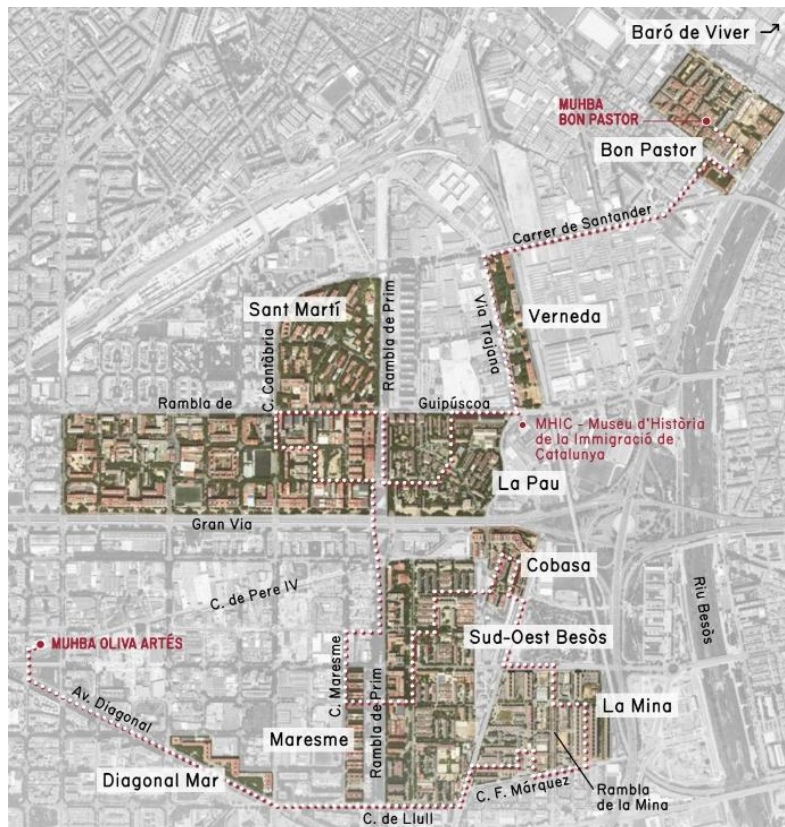 Baró de Viver
MUHBA
BON PASTOR
Bon Pastor
Carrer de Santander
Sant Martí
Rambla de Prim
Via Trajana
Verneda
C. Cantàbria
Rambla de
Guipúscoa
MHIC - Museu d'Història
de la Immigració de
Catalunya
La Pau
Gran Via
Cobasa
C. de Pere IV
Riu Besòs
Sud-Oest Besòs
MUHBA OLIVA ARTÉS
C. Maresme
Av. Diagonal
Rambla de Prim
La Mina
Maresme
Diagonal Mar
Rambla
de la Mina
C. F. Márquez
C. de Llull